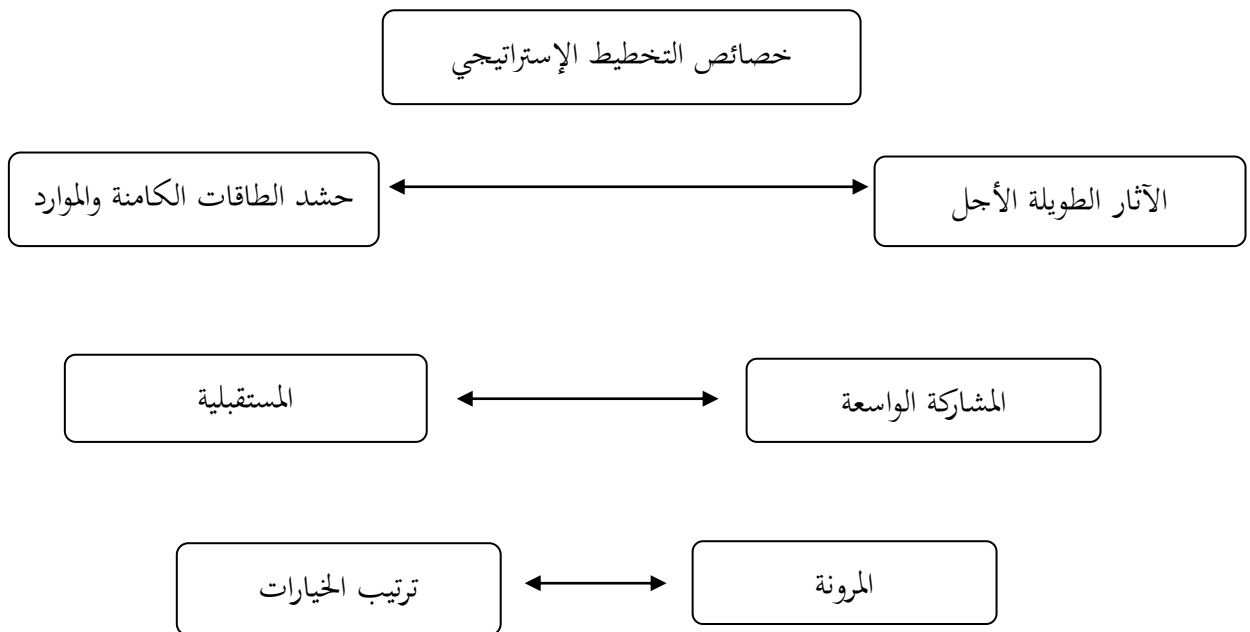 خصائص التخطيط الإستراتيجي
الآثار الطويلة الأجل
حشد الطاقات الكامنة والموارد
المشاركة الواسعة
المستقبلية
المرونة
ترتيب الخيارات